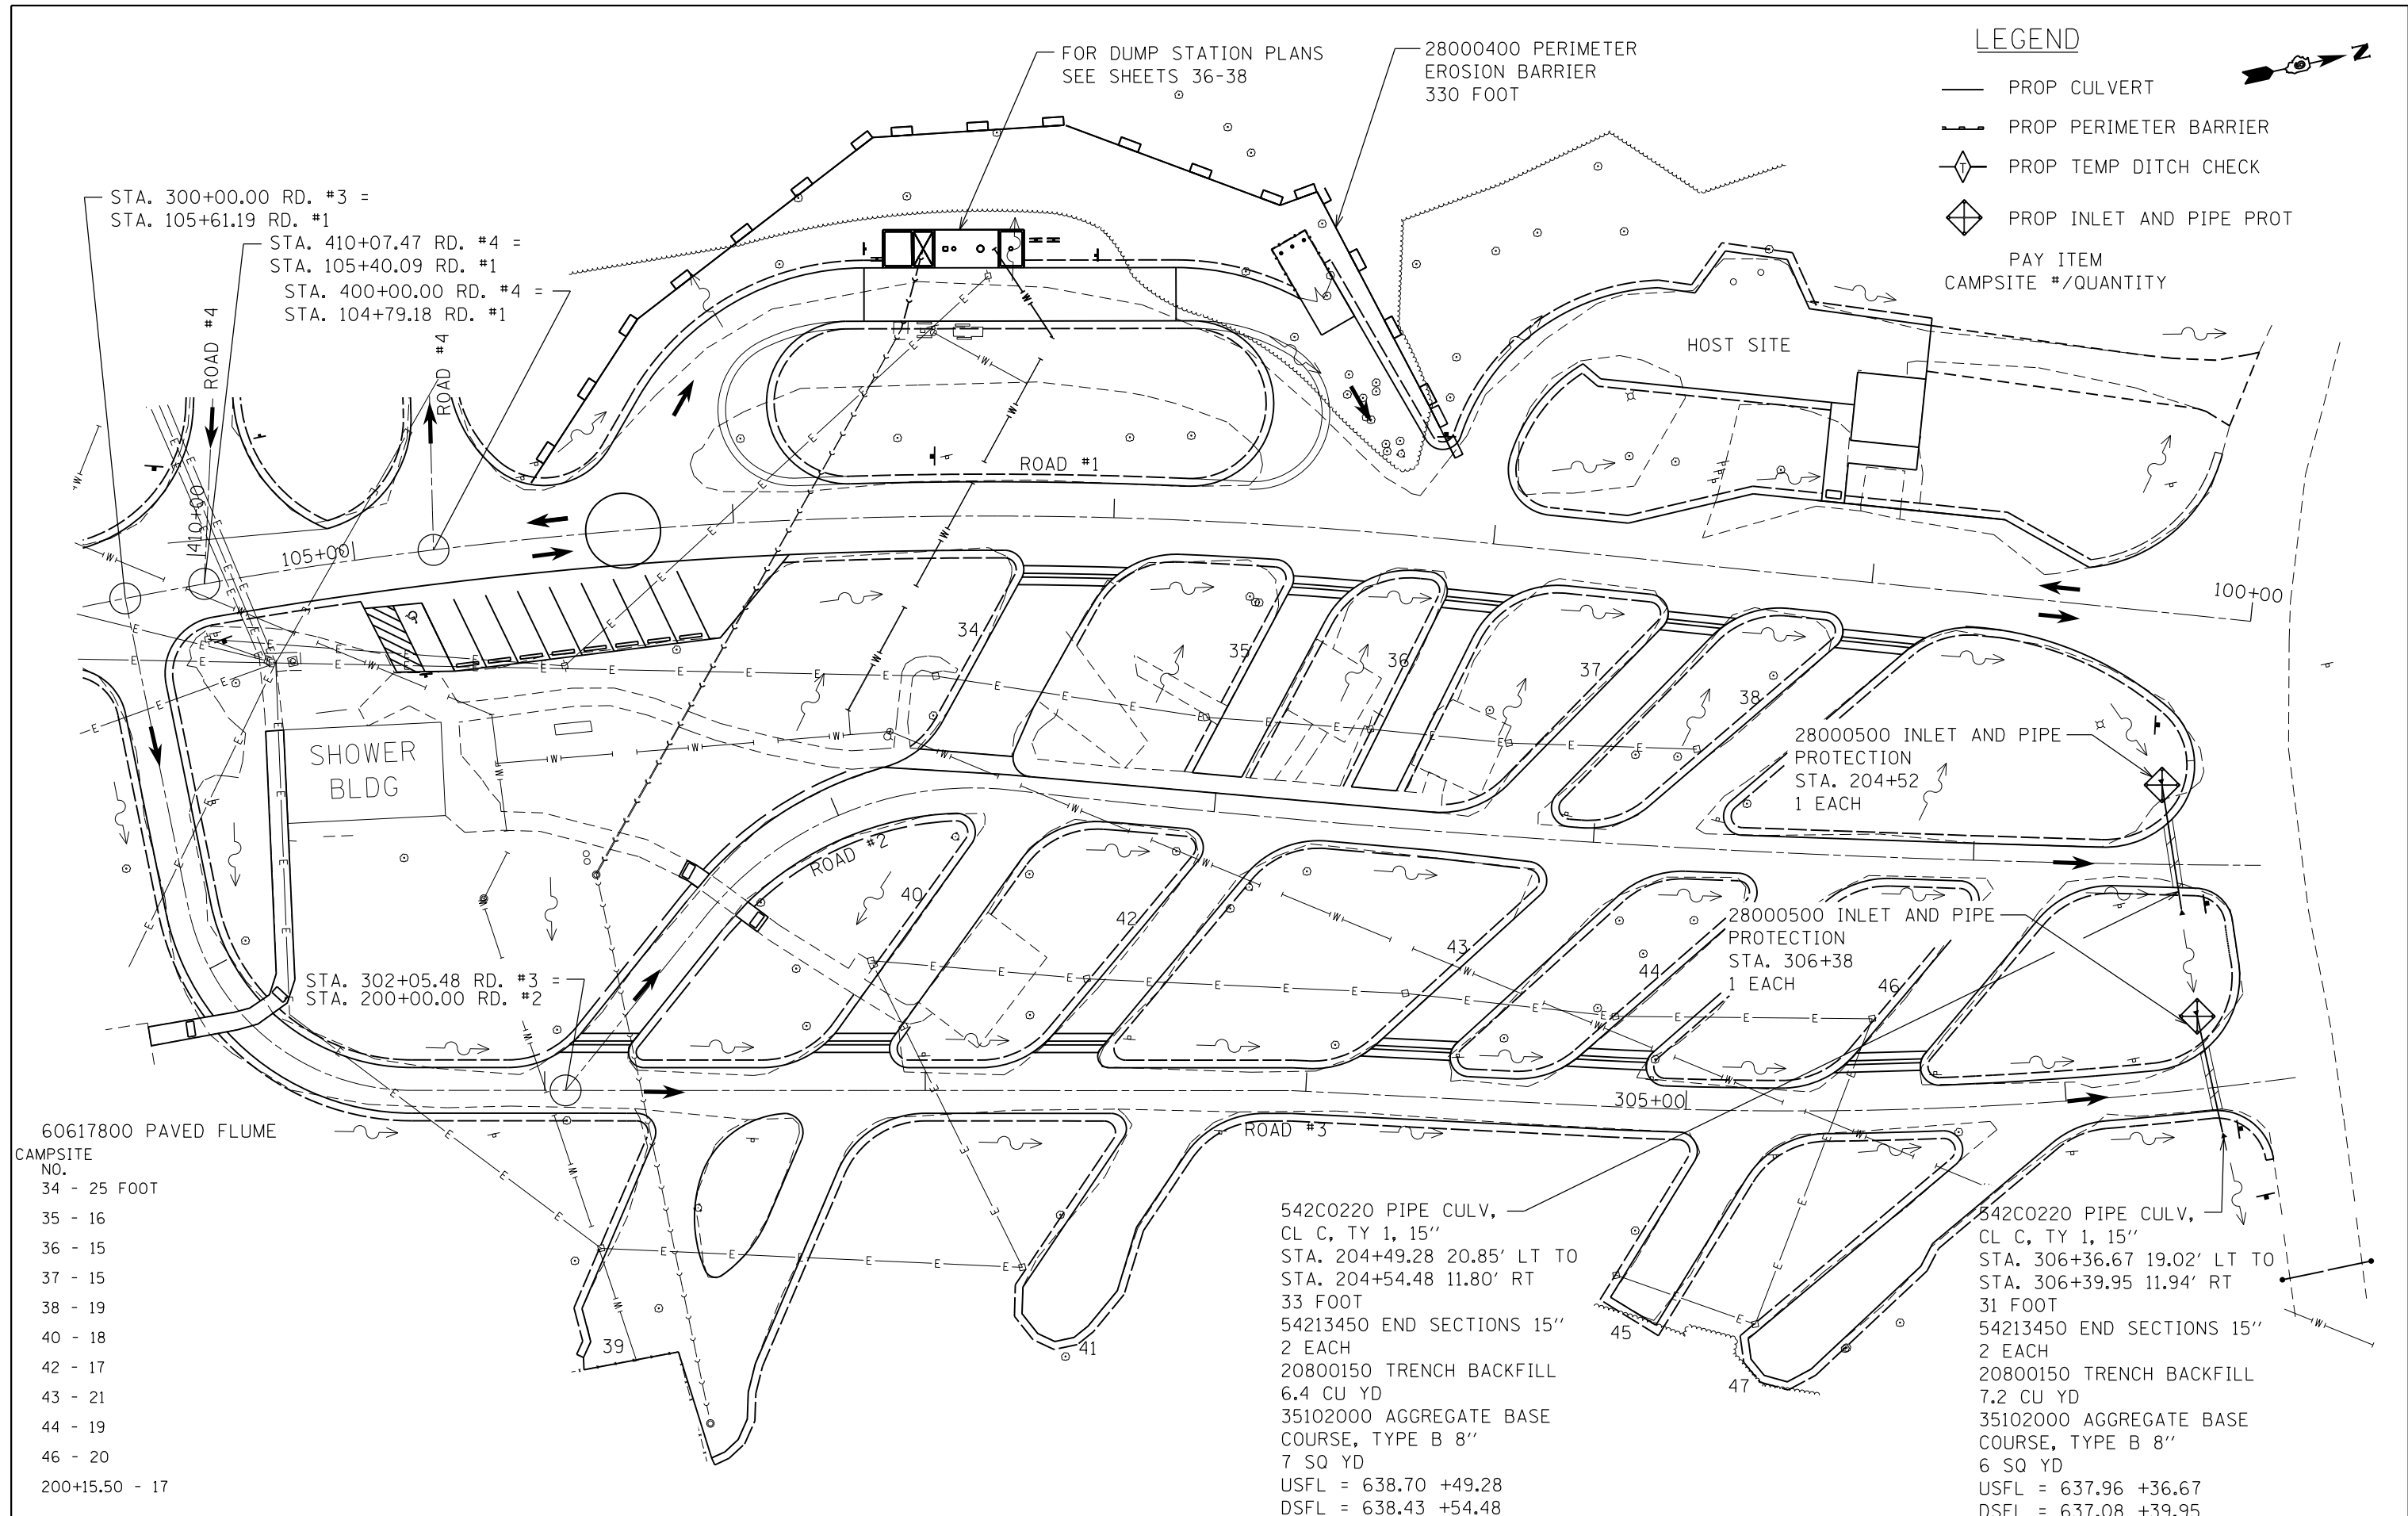 FOR DUMP STATION PLANS
SEE SHEETS 36-38
28000400 PERIMETER
EROSION BARRIER
330 FOOT
LEGEND
N
PROP CULVERT
PROP PERIMETER BARRIER
T
PROP TEMP DITCH CHECK
PROP INLET AND PIPE PROT
PAY ITEM
CAMPSITE #/QUANTITY
STA. 300+00.00 RD. #3 =
STA. 105+61.19 RD. #1
STA. 410+07.47 RD. #4 =
STA. 105+40.09 RD. #1
STA. 400+00.00 RD. #4 =
STA. 104+79.18 RD. #1
ROAD #4
ROAD #4
HOST SITE
ROAD #1
410+00
105+00
100+00
34
35
36
37
38
SHOWER
BLDG
28000500 INLET AND PIPE
PROTECTION
STA. 204+52
1 EACH
ROAD #2
40
42
43
44
46
28000500 INLET AND PIPE
PROTECTION
STA. 306+38
1 EACH
STA. 302+05.48 RD. #3 =
STA. 200+00.00 RD. #2
305+00
ROAD #3
39
41
45
47
60617800 PAVED FLUME
CAMPSITE
NO.
34 - 25 FOOT
35 - 16
36 - 15
37 - 15
38 - 19
40 - 18
42 - 17
43 - 21
44 - 19
46 - 20
200+15.50 - 17
542C0220 PIPE CULV,
CL C, TY 1, 15''
STA. 204+49.28 20.85' LT TO
STA. 204+54.48 11.80' RT
33 FOOT
54213450 END SECTIONS 15''
2 EACH
20800150 TRENCH BACKFILL
6.4 CU YD
35102000 AGGREGATE BASE
COURSE, TYPE B 8''
7 SQ YD
USFL = 638.70 +49.28
DSFL = 638.43 +54.48
542C0220 PIPE CULV,
CL C, TY 1, 15''
STA. 306+36.67 19.02' LT TO
STA. 306+39.95 11.94' RT
31 FOOT
54213450 END SECTIONS 15''
2 EACH
20800150 TRENCH BACKFILL
7.2 CU YD
35102000 AGGREGATE BASE
COURSE, TYPE B 8''
6 SQ YD
USFL = 637.96 +36.67
DSFL = 637.08 +39.95